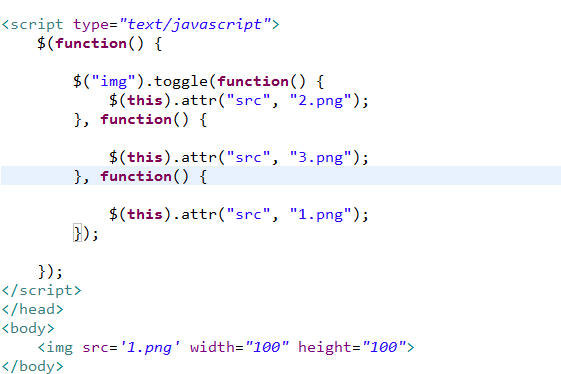 <script type="text/javascript">
    $(function() {
        $("img").toggle(function() {
            $(this).attr("src", "2.png");
        }, function() {
            $(this).attr("src", "3.png");
        }, function() {
            $(this).attr("src", "1.png");
        });
    });
</script>
</head>
<body>
    <img src='1.png' width="100" height="100">
</body>